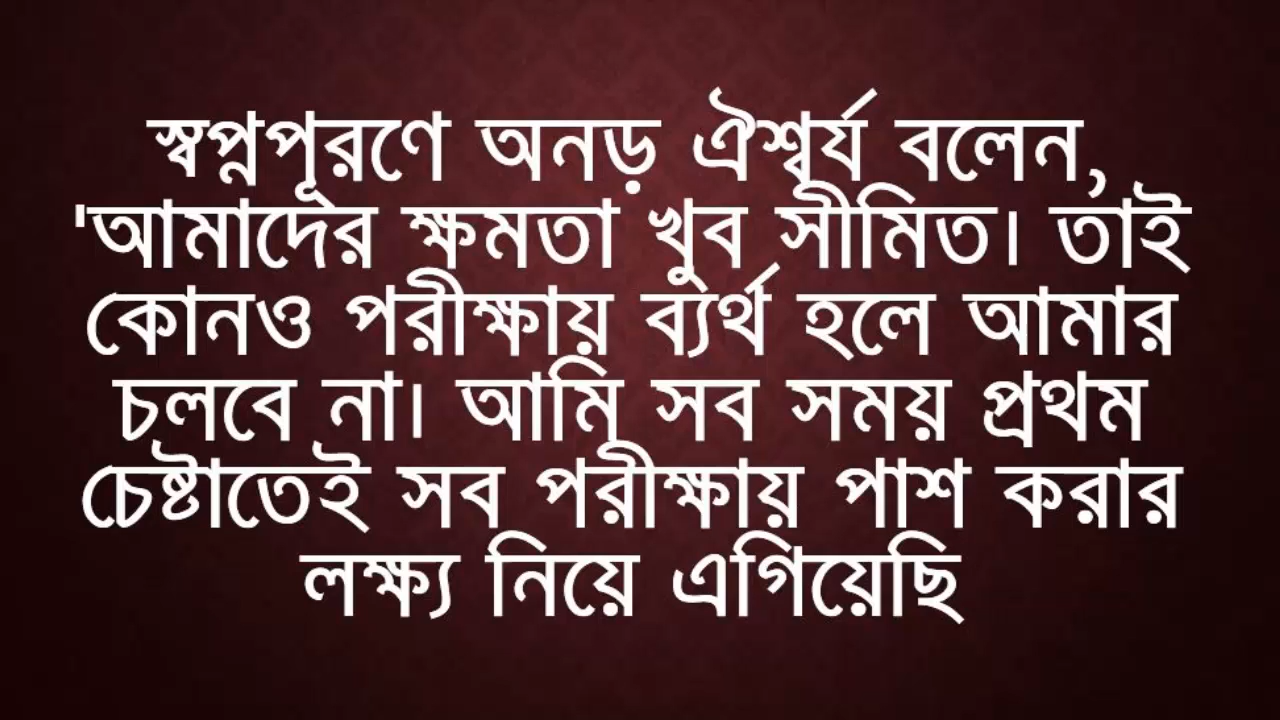 স্বপ্নপূরণে অনড় ঐশ্বর্য বলেন,
'আমাদের ক্ষমতা খুব সীমিত। তাই
কোনও পরীক্ষায় ব্যর্থ হলে আমার
চলবে না। আমি সব সময় প্রথম
চেষ্টাতেই সব পরীক্ষায় পাশ করার
লক্ষ্য নিয়ে এগিয়েছি